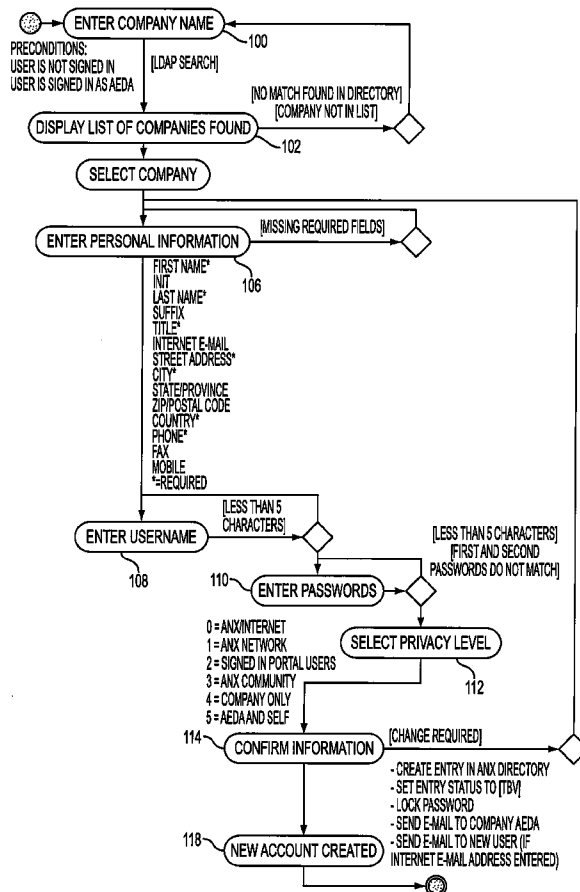 ENTER COMPANY NAME
100
PRECONDITIONS:
USER IS NOT SIGNED IN
USER IS SIGNED IN AS AEDA
[LDAP SEARCH]
[NO MATCH FOUND IN DIRECTORY]
[COMPANY NOT IN LIST]
DISPLAY LIST OF COMPANIES FOUND
102
SELECT COMPANY
[MISSING REQUIRED FIELDS]
ENTER PERSONAL INFORMATION
106
FIRST NAME*
INIT
LAST NAME*
SUFFIX
TITLE*
INTERNET E-MAIL
STREET ADDRESS*
CITY*
STATE/PROVINCE
ZIP/POSTAL CODE
COUNTRY*
PHONE*
FAX
MOBILE
*=REQUIRED
[LESS THAN 5
CHARACTERS]
ENTER USERNAME
108
[LESS THAN 5 CHARACTERS]
[FIRST AND SECOND
PASSWORDS DO NOT MATCH]
110
ENTER PASSWORDS
0 = ANX/INTERNET
1 = ANX NETWORK
2 = SIGNED IN PORTAL USERS
3 = ANX COMMUNITY
4 = COMPANY ONLY
5 = AEDA AND SELF
SELECT PRIVACY LEVEL
112
114
CONFIRM INFORMATION
[CHANGE REQUIRED]
- CREATE ENTRY IN ANX DIRECTORY
- SET ENTRY STATUS TO [TBV]
- LOCK PASSWORD
- SEND E-MAIL TO COMPANY AEDA
- SEND E-MAIL TO NEW USER (IF
INTERNET E-MAIL ADDRESS ENTERED)
118
NEW ACCOUNT CREATED